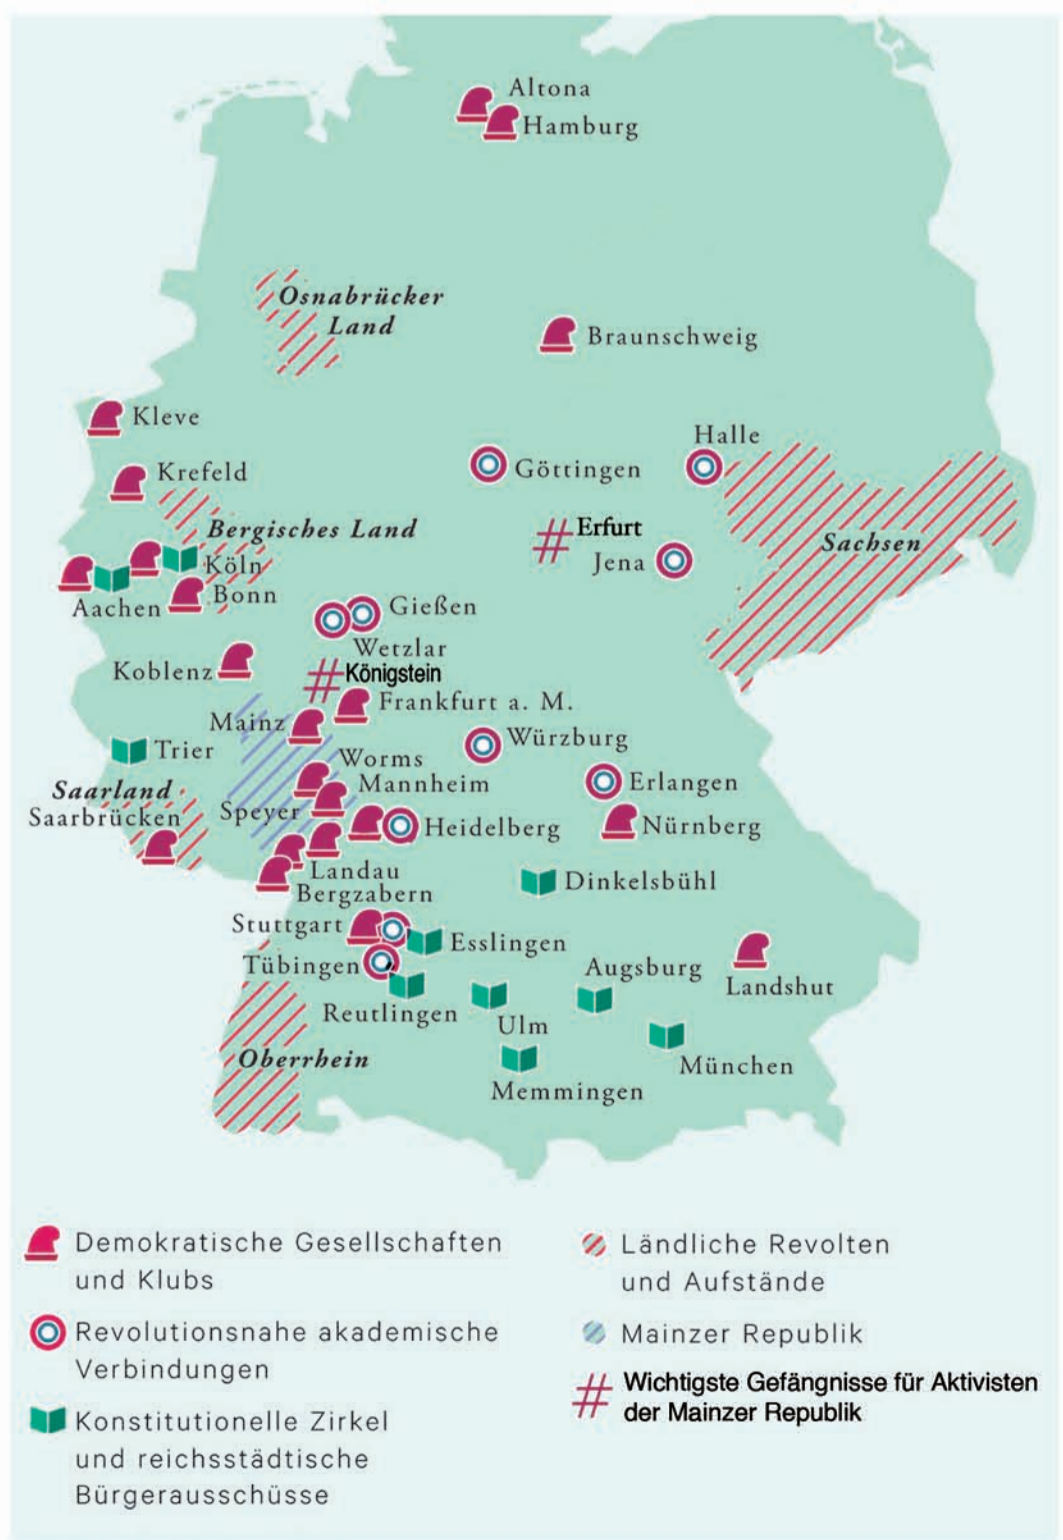 Altona
Hamburg
Osnabrücker
Land
Braunschweig
Kleve
Halle
Krefeld
Göttingen
Bergisches Land
Erfurt
Sachsen
Köln
Jena
Aachen
Bonn
Gießen
Wetzlar
Koblenz
Königstein
Frankfurt a. M.
Mainz
Würzburg
Trier
Worms
Mannheim
Erlangen
Saarland
Saarbrücken
Speyer
Heidelberg
Nürnberg
Landau
Dinkelsbühl
Bergzabern
Stuttgart
Esslingen
Tübingen
Augsburg
Landshut
Reutlingen
Ulm
Oberrhein
München
Memmingen
Demokratische Gesellschaften
und Klubs
Revolutionsnahe akademische
Verbindungen
Konstitutionelle Zirkel
und reichsstädtische
Bürgerausschüsse
Ländliche Revolten
und Aufstände
Mainzer Republik
Wichtigste Gefängnisse für Aktivisten
der Mainzer Republik